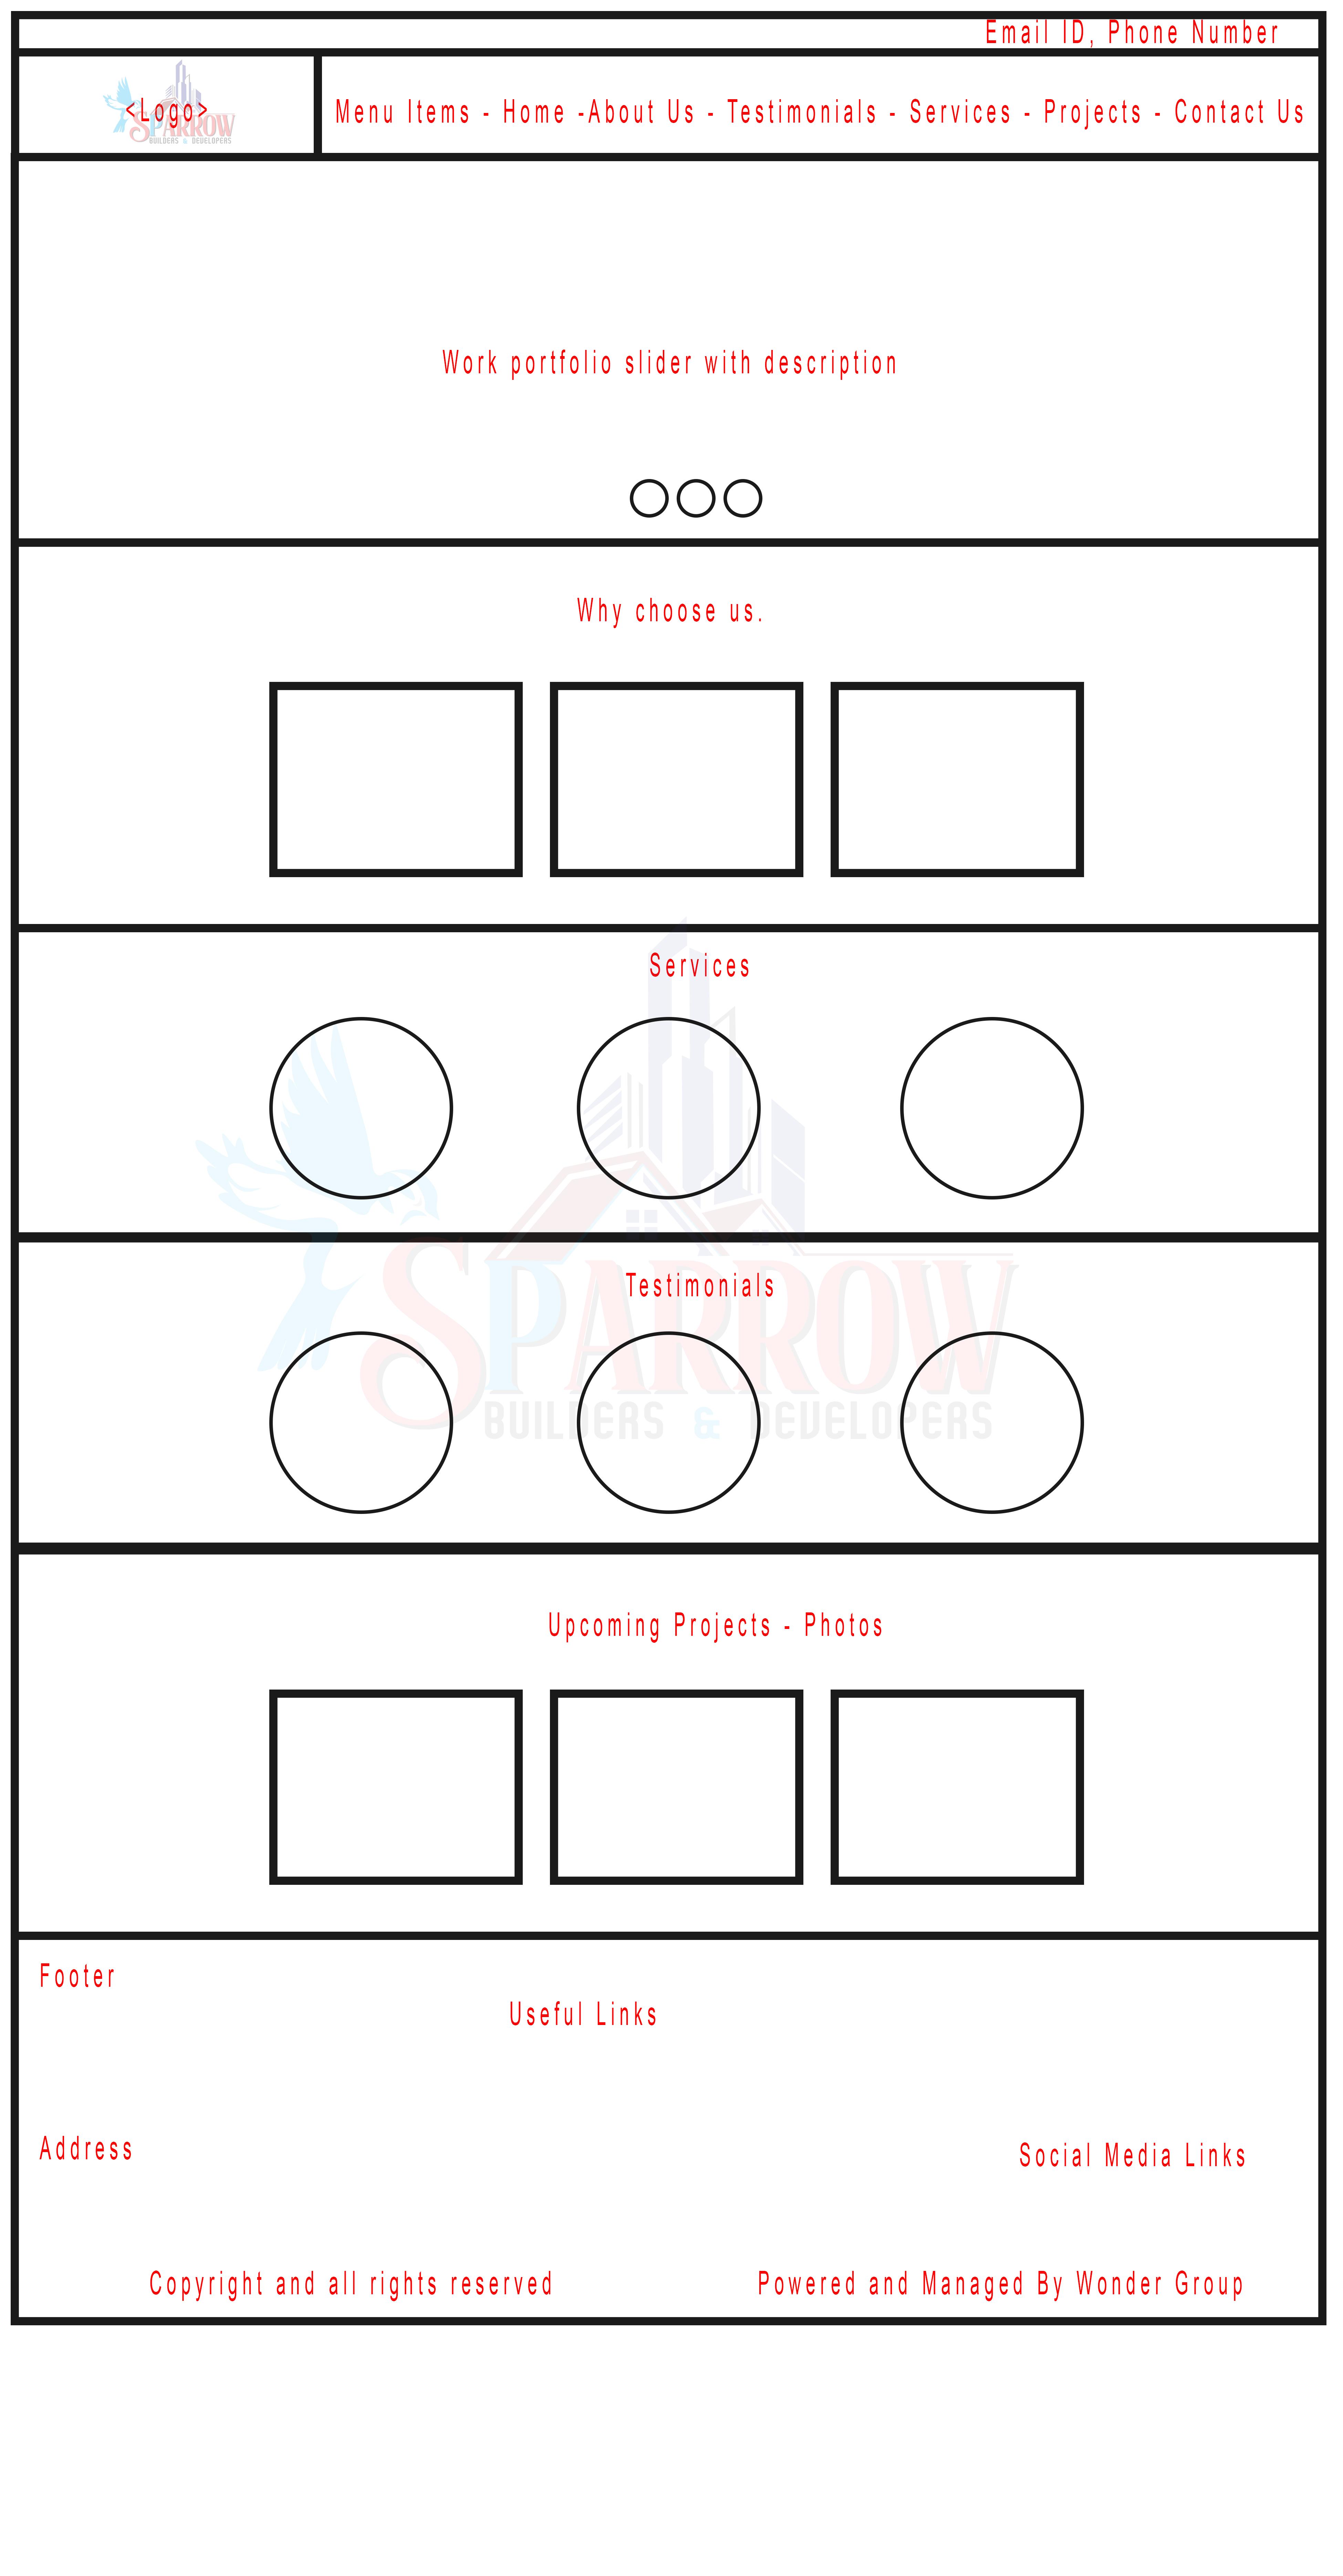 Email ID, Phone Number
<Logo>
SPARROW
BUILDERS & DEVELOPERS
Menu Items - Home -About Us - Testimonials - Services - Projects - Contact Us
Work portfolio slider with description
Why choose us.
Services
Testimonials
SPARROW
BUILDERS & DEVELOPERS
Upcoming Projects - Photos
Footer
Useful Links
Address
Social Media Links
Copyright and all rights reserved
Powered and Managed By Wonder Group